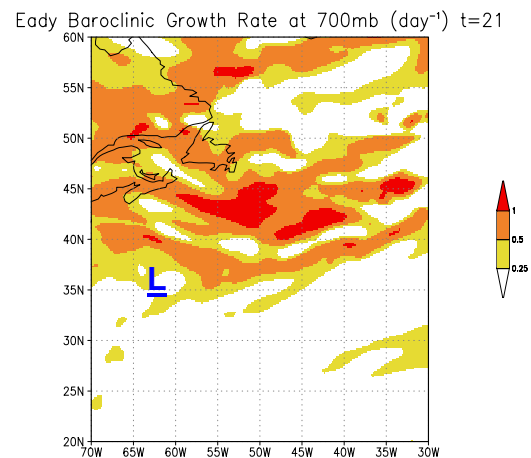 Eady Baroclinic Growth Rate at 700mb (day⁻¹) t=21
60N
55N
50N
45N
40N
35N
30N
25N
20N
70W 65W 60W 55W 50W 45W 40W 35W 30W
L
1
0.5
0.25